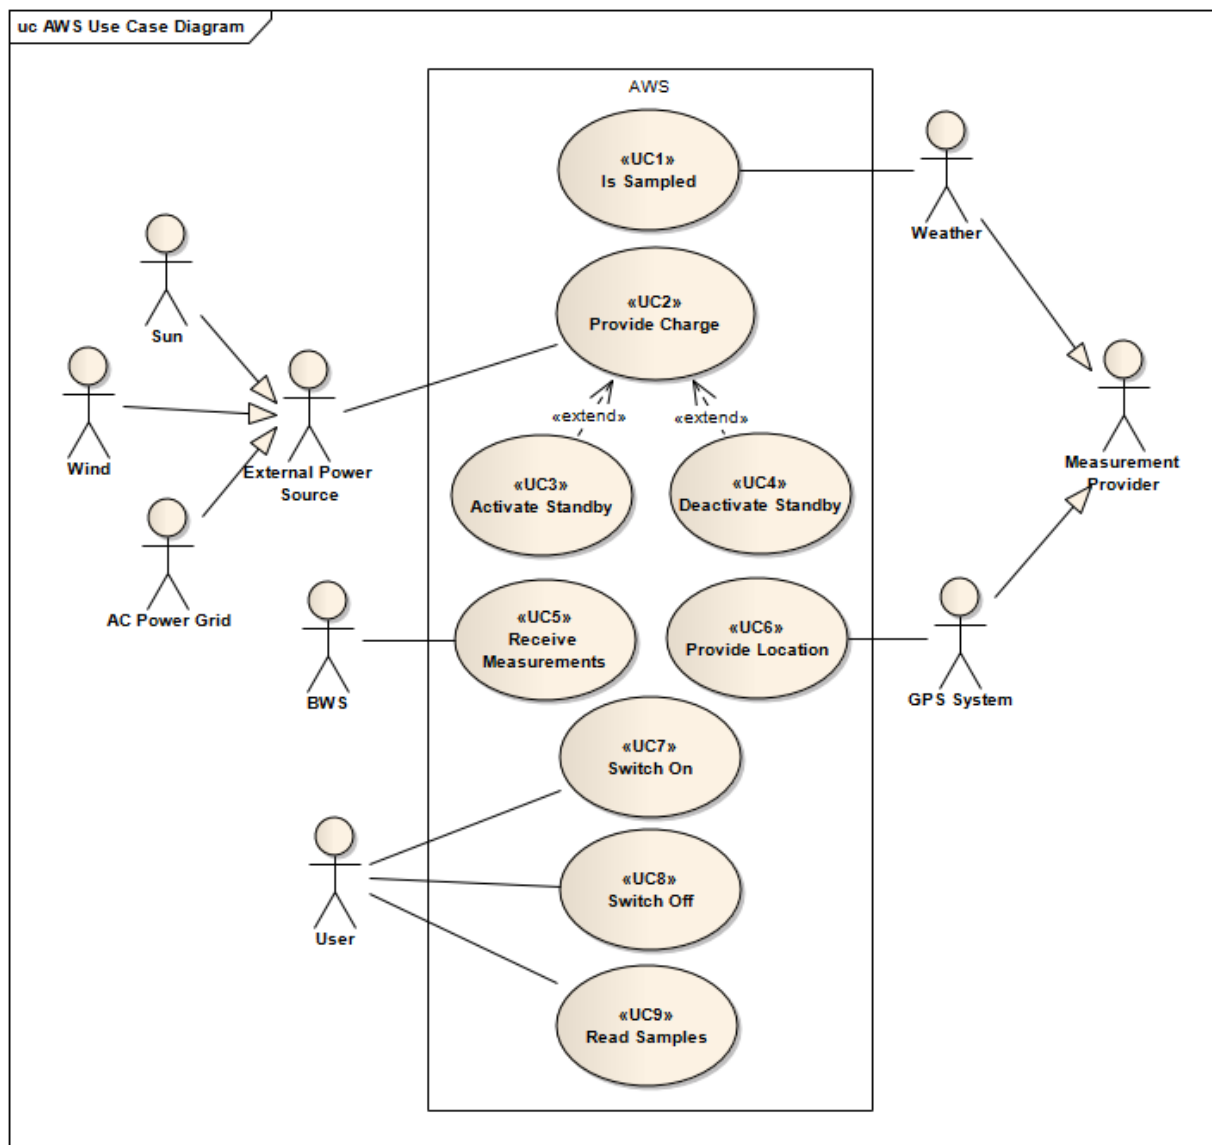 uc AWS Use Case Diagram
AWS
«UC1»
Is Sampled
Weather
Sun
«UC2»
Provide Charge
Wind
External Power
Source
«extend»
«extend»
Measurement
Provider
«UC3»
Activate Standby
«UC4»
Deactivate Standby
AC Power Grid
«UC5»
Receive
Measurements
«UC6»
Provide Location
BWS
GPS System
«UC7»
Switch On
«UC8»
Switch Off
User
«UC9»
Read Samples